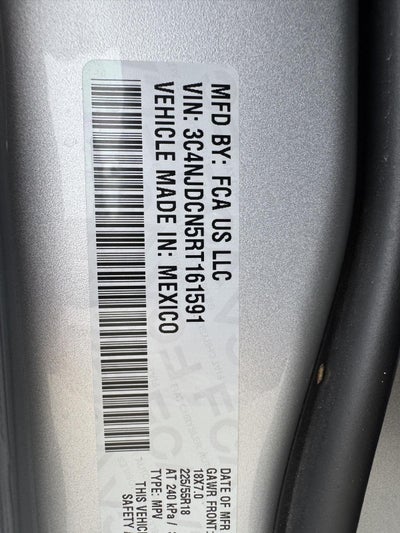 MFD BY: FCA US LLC
VIN: 3C4NJDCN5RT161591
VEHICLE MADE IN: MEXICO
DATE OF MFR
GAWR FRONT:
18X7.0
225/55R18
AT 240 kPa /
TYPE: MPV
THIS VEHIC
SAFETY A